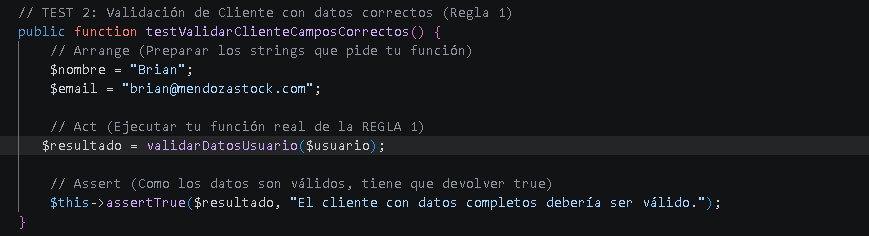 // TEST 2: Validación de Cliente con datos correctos (Regla 1)
public function testValidarClienteCamposCorrectos() {
// Arrange (Preparar los strings que pide tu función)
$nombre = "Brian";
$email = "brian@mendozastock.com";
// Act (Ejecutar tu función real de la REGLA 1)
$resultado = validarDatosUsuario($usuario);
// Assert (Como los datos son válidos, tiene que devolver true)
$this->assertTrue($resultado, "El cliente con datos completos debería ser válido.");
}